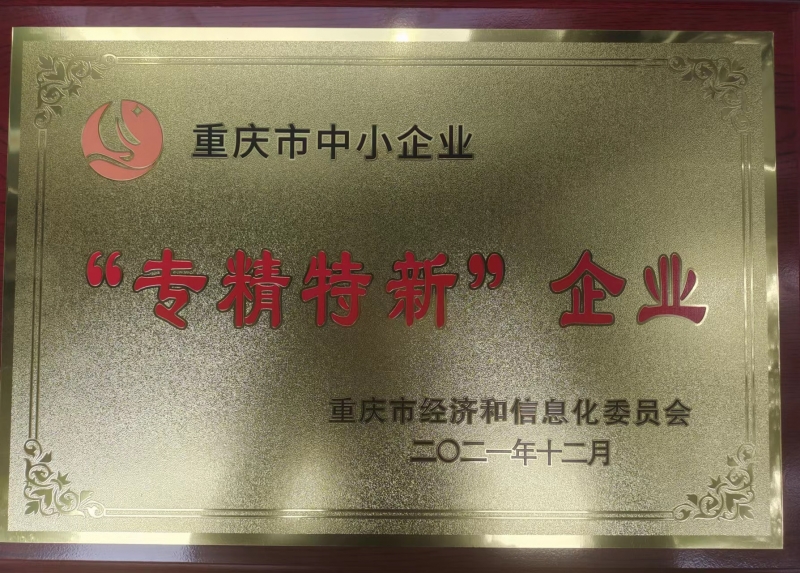 重庆市中小企业
“专精特新”企业
重庆市经济和信息化委员会
二〇二一年十二月